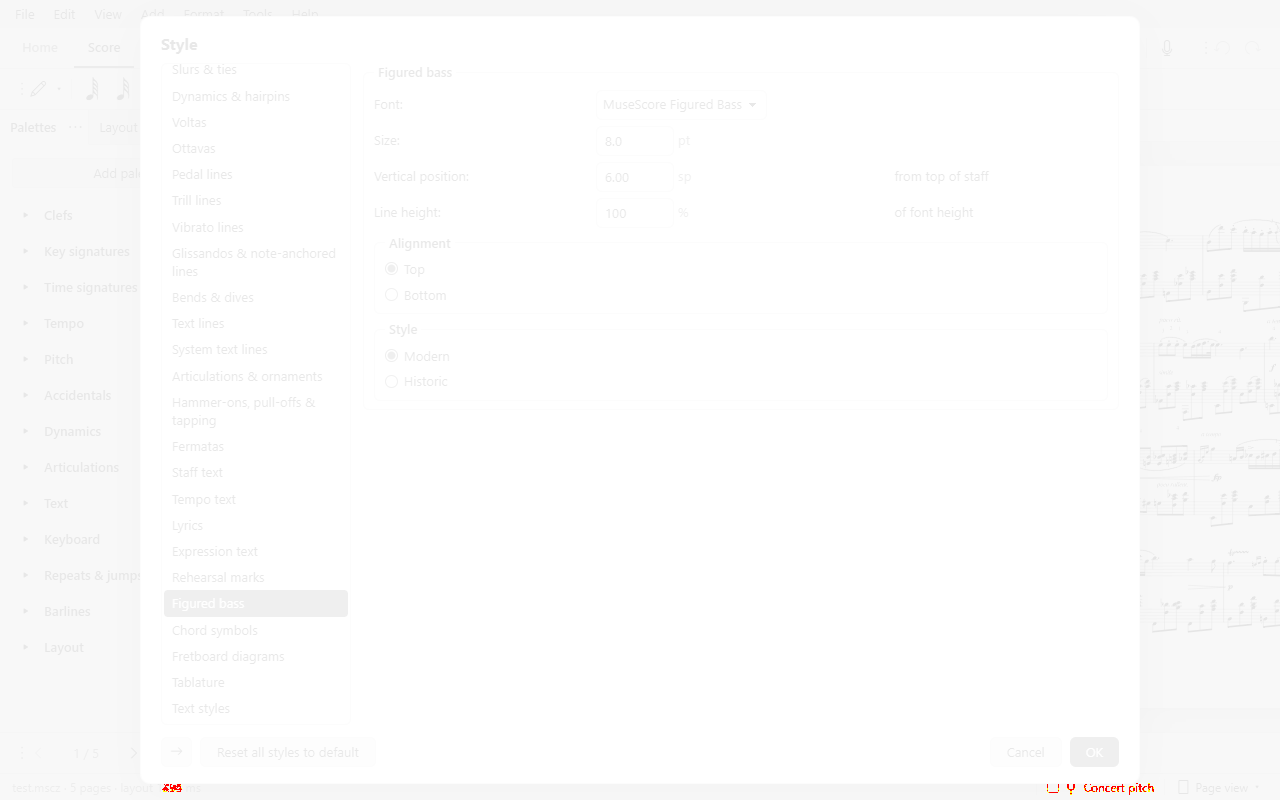 File Edit View Add Format Tools Help
Home Score
Palettes Layout
Add pal
Clefs
Key signatures
Time signatures
Tempo
Pitch
Accidentals
Dynamics
Articulations
Text
Keyboard
Repeats & jumps
Barlines
Layout
1 / 5
Style
Slurs & ties
Dynamics & hairpins
Voltas
Ottavas
Pedal lines
Trill lines
Vibrato lines
Glissandos & note-anchored
lines
Bends & dives
Text lines
System text lines
Articulations & ornaments
Hammer-ons, pull-offs &
tapping
Fermatas
Staff text
Tempo text
Lyrics
Expression text
Rehearsal marks
Figured bass
Chord symbols
Fretboard diagrams
Tablature
Text styles
Figured bass
Font: MuseScore Figured Bass
Size: 8.0 pt
Vertical position: 6.00 sp from top of staff
Line height: 100 % of font height
Alignment
Top
Bottom
Style
Modern
Historic
→ Reset all styles to default Cancel OK
test.mscz - 5 pages - layout Concert pitch Page view